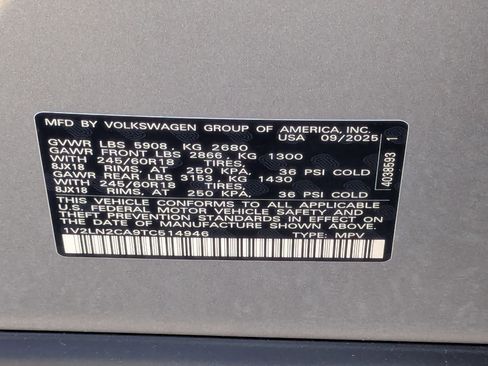 MFD BY VOLKSWAGEN GROUP OF AMERICA, INC.
USA 09/2025
GVWR LBS 5908, KG 2680
GAWR FRONT LBS 2866, KG 1300
WITH 245/60R18 TIRES,
8JX18 RIMS, AT 250 KPA, 36 PSI COLD
GAWR REAR LBS 3153, KG 1430
WITH 245/60R18 TIRES,
8JX18 RIMS, AT 250 KPA, 36 PSI COLD
THIS VEHICLE CONFORMS TO ALL APPLICABLE
U.S. FEDERAL MOTOR VEHICLE SAFETY AND
THEFT PREVENTION STANDARDS IN EFFECT ON
THE DATE OF MANUFACTURE SHOWN ABOVE.
1V2LN2CA9TC514946 TYPE: MPV
4038593 1